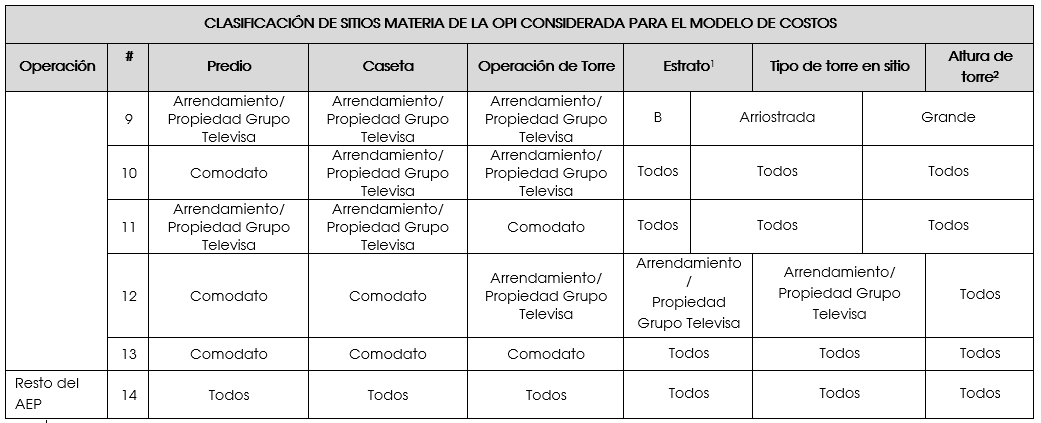 CLASIFICACIÓN DE SITIOS MATERIA DE LA OPI CONSIDERADA PARA EL MODELO DE COSTOS
Operación # Predio Caseta Operación de Torre Estrato¹ Tipo de torre en sitio Altura de
torre²
9 Arrendamiento/
Propiedad Grupo
Televisa
Arrendamiento/
Propiedad Grupo
Televisa
Arrendamiento/
Propiedad Grupo
Televisa
B Arriostrada Grande
10 Comodato
Arrendamiento/
Propiedad Grupo
Televisa
Arrendamiento/
Propiedad Grupo
Televisa
Todos Todos Todos
11 Arrendamiento/
Propiedad Grupo
Televisa
Arrendamiento/
Propiedad Grupo
Televisa
Comodato Todos Todos Todos
12 Comodato Comodato
Arrendamiento/
Propiedad Grupo
Televisa
Arrendamiento
/
Propiedad
Grupo Televisa
Arrendamiento/
Propiedad Grupo
Televisa
Todos
13 Comodato Comodato Comodato Todos Todos Todos
Resto del
AEP
14 Todos Todos Todos Todos Todos Todos